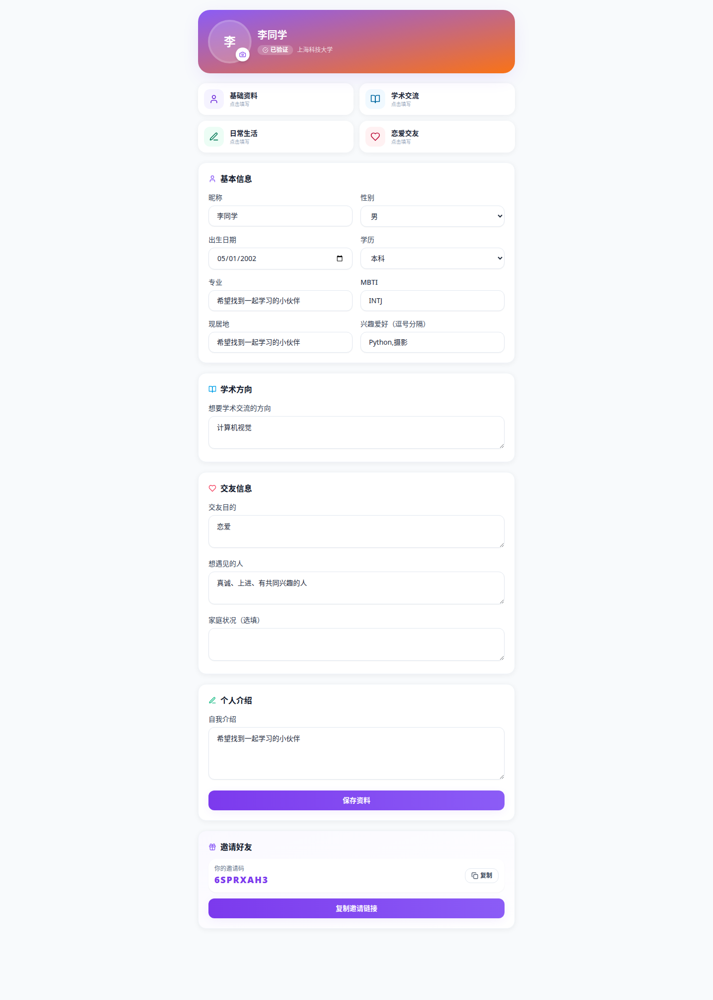 李
李同学
已验证 上海科技大学
基础资料
点击填写
学术交流
点击填写
日常生活
点击填写
恋爱交友
点击填写
基本信息
昵称
李同学
性别
男
出生日期
05/01/2002
学历
本科
专业
希望找到一起学习的小伙伴
MBTI
INTJ
现居地
希望找到一起学习的小伙伴
兴趣爱好（逗号分隔）
Python,摄影
学术方向
想要学术交流的方向
计算机视觉
交友信息
交友目的
恋爱
想遇见的人
真诚、上进、有共同兴趣的人
家庭状况（选填）
个人介绍
自我介绍
希望找到一起学习的小伙伴
保存资料
邀请好友
你的邀请码
6SPRXAH3
复制
复制邀请链接